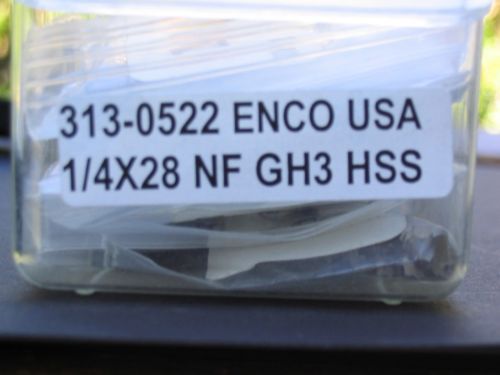 313-0522 ENCO USA
1/4X28 NF GH3 HSS